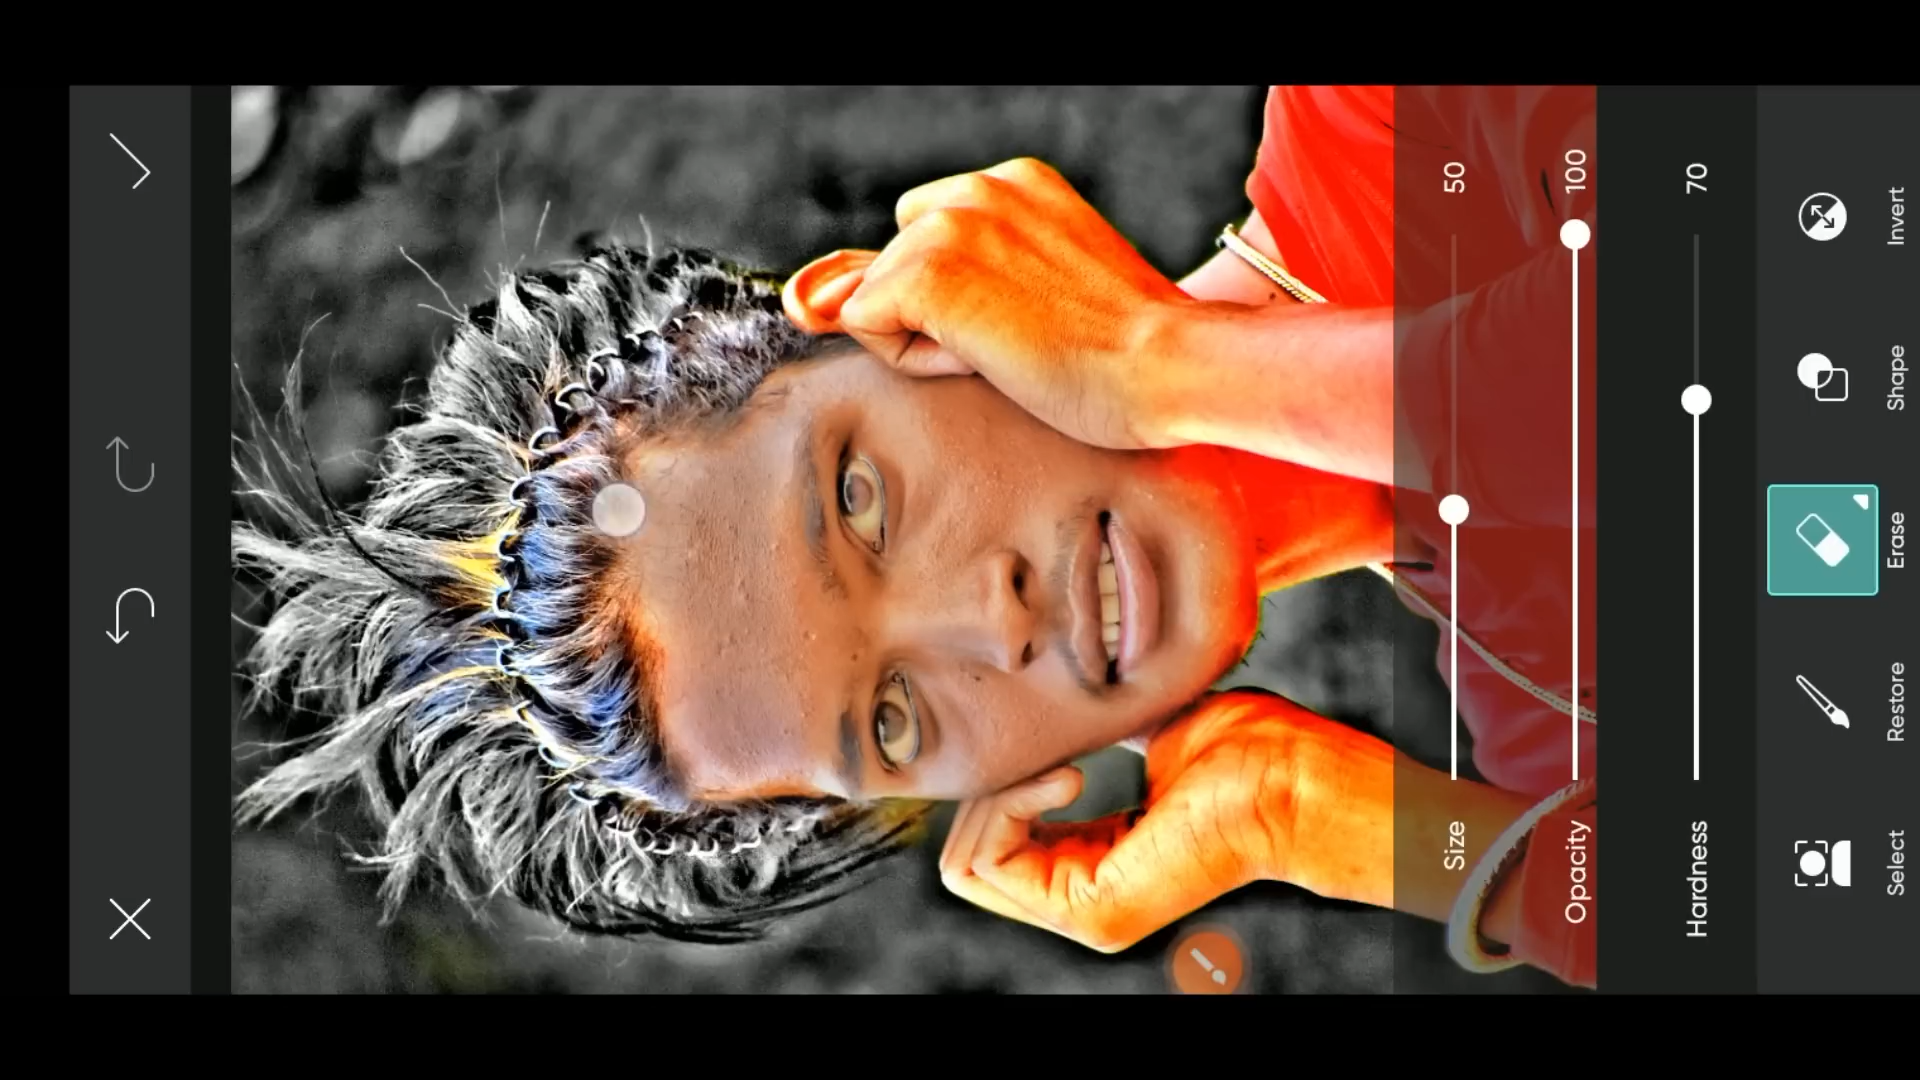 Size 50
Opacity 100
Hardness 70
Select
Restore
Erase
Shape
Invert